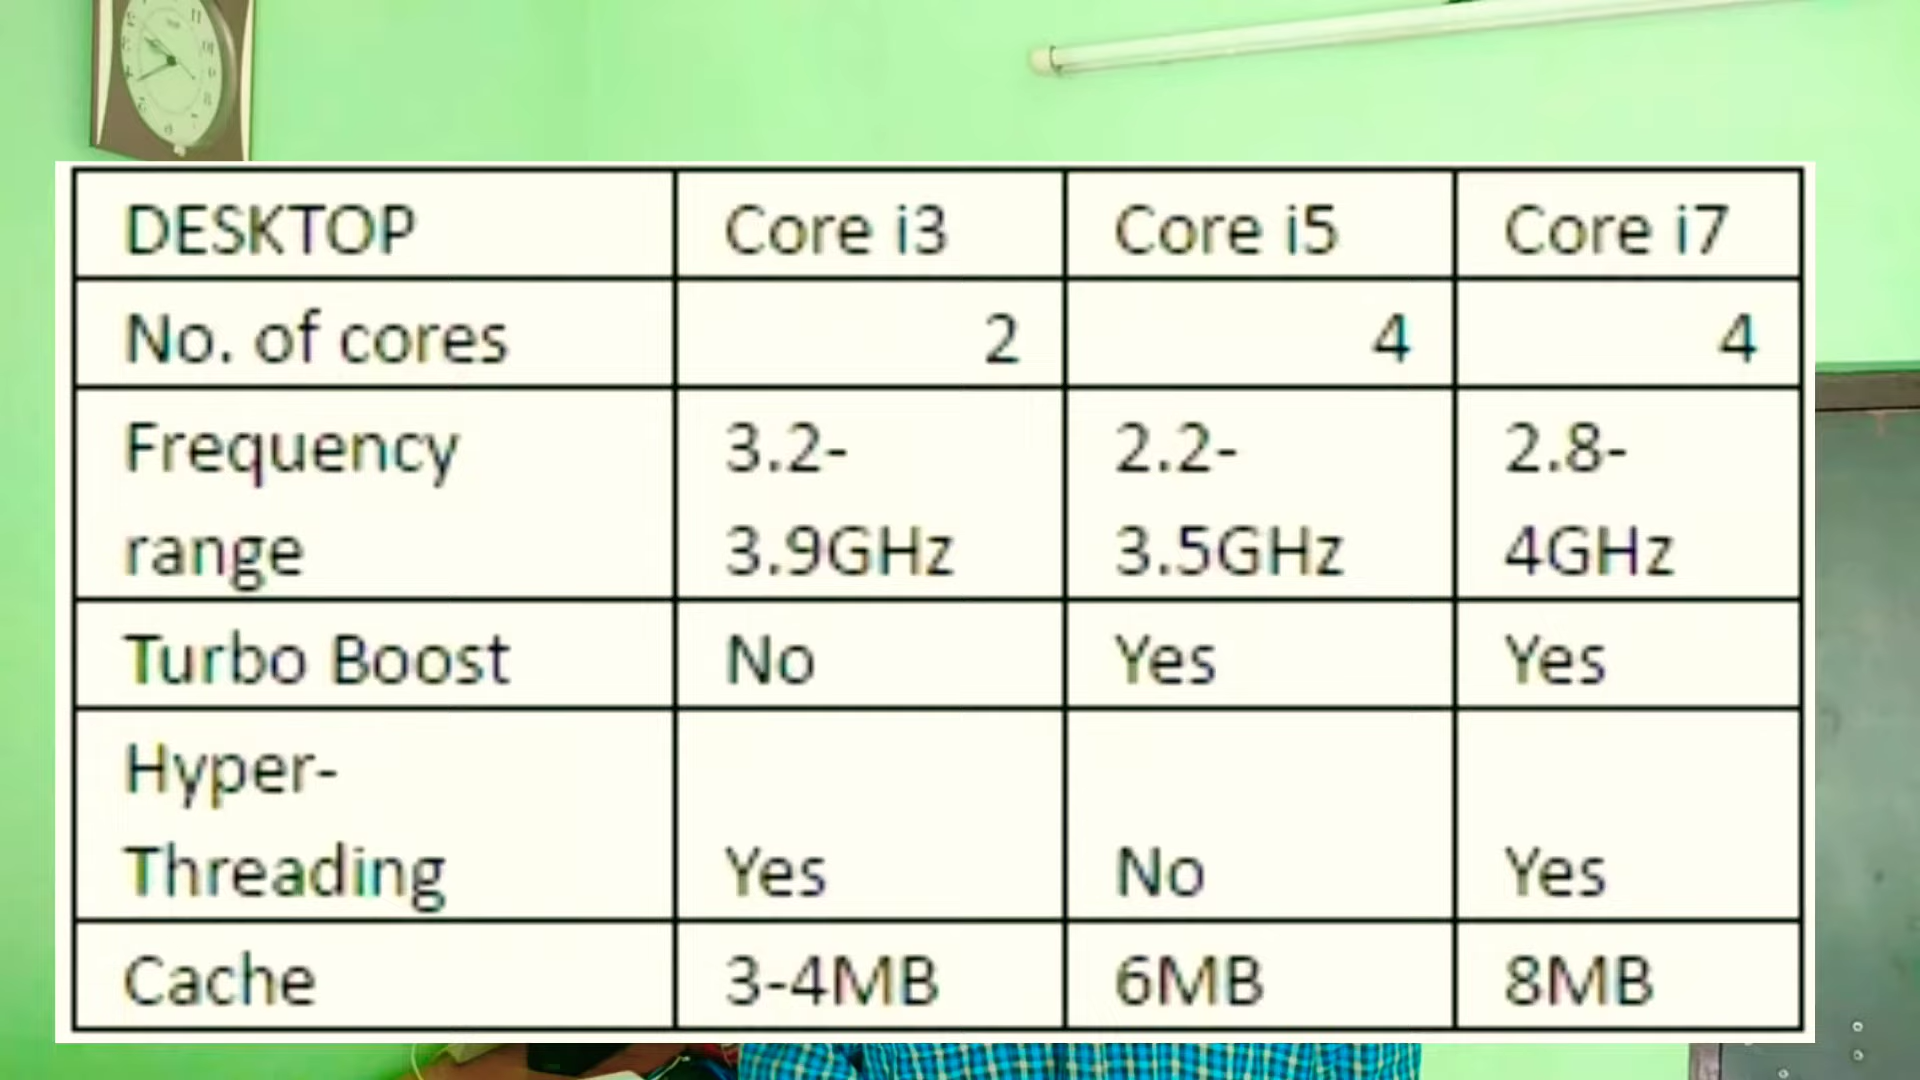 DESKTOP Core i3 Core i5 Core i7
No. of cores 2 4 4
Frequency 3.2- 2.2- 2.8-
range 3.9GHz 3.5GHz 4GHz
Turbo Boost No Yes Yes
Hyper-
Threading Yes No Yes
Cache 3-4MB 6MB 8MB